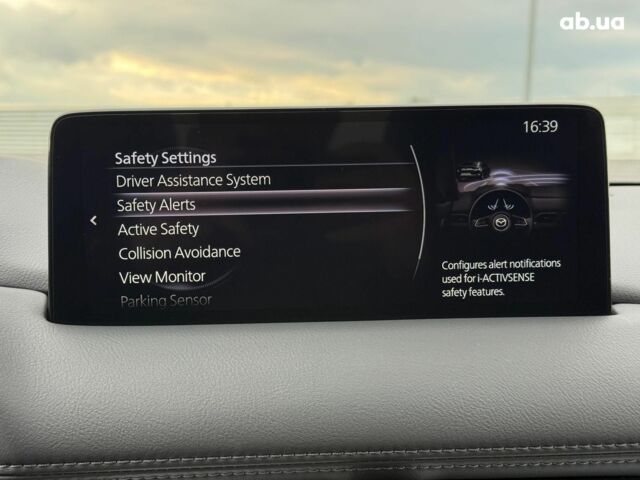 ab.ua
16:39
Safety Settings
Driver Assistance System
Safety Alerts
Active Safety
Collision Avoidance
View Monitor
Parking Sensor
Configures alert notifications
used for i-ACTIVSENSE
safety features.